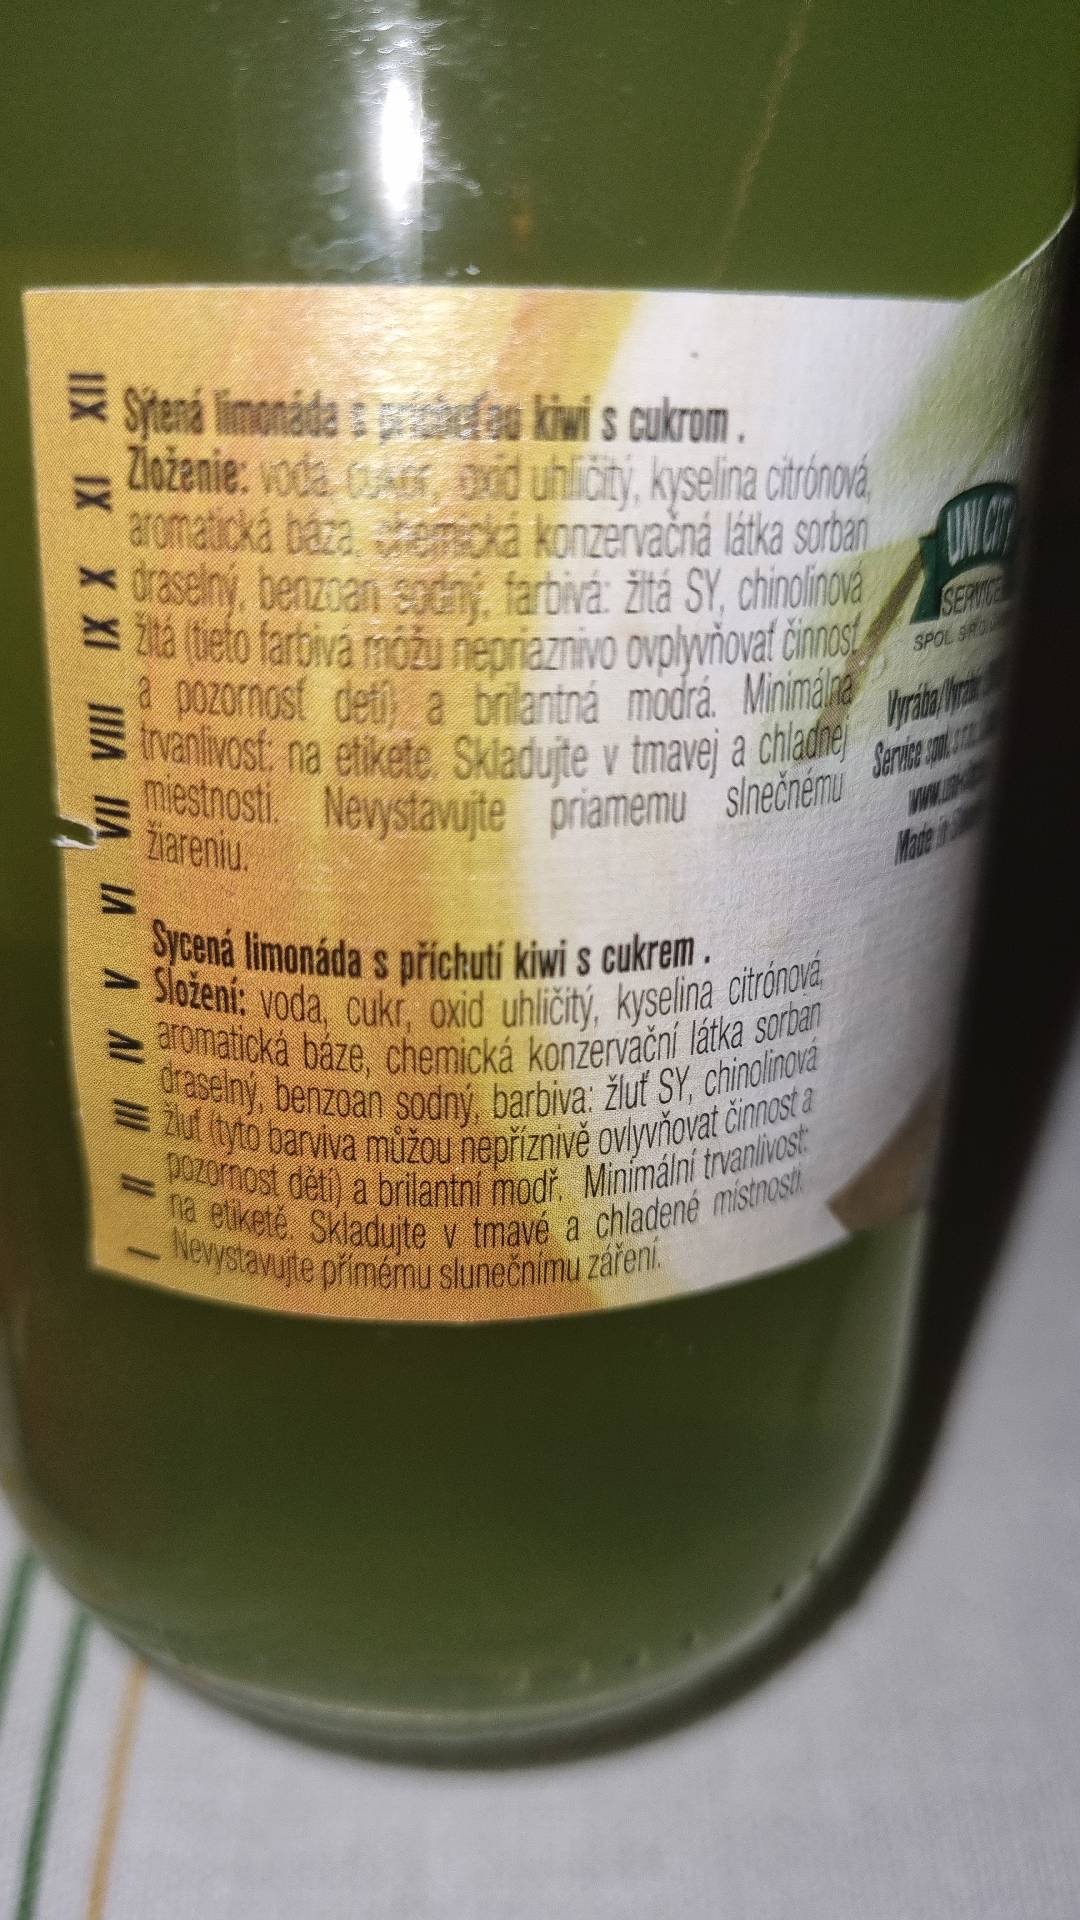 XII
XI
X
IX
VIII
VII
VI
V
IV
III
II
I
Sýtená limonáda s príchuťou kiwi s cukrom .
Zloženie: voda, cukor, oxid uhličitý, kyselina citrónová,
aromatická báza, chemická konzervačná látka sorban
draselný, benzoan sodný, farbivá: žltá SY, chinolínová
žltá (tieto farbivá môžu nepriaznivo ovplyvňovať činnosť
a pozornosť detí) a brilantná modrá. Minimálna
trvanlivosť: na etikete. Skladujte v tmavej a chladnej
miestnosti. Nevystavujte priamemu slnečnému
žiareniu.
Sycená limonáda s příchutí kiwi s cukrem .
Složení: voda, cukr, oxid uhličitý, kyselina citrónová,
aromatická báze, chemická konzervační látka sorban
draselný, benzoan sodný, barbiva: žluť SY, chinolinová
žluť (tyto barviva můžou nepříznivě ovlyvňovat činnost a
pozornost dětí) a brilantní modř. Minimální trvanlivost:
na etiketě. Skladujte v tmavé a chladené místnosti.
Nevystavujte přímému slunečnímu záření.
UNI CITY
SERVICE
SPOL
Vyrába/
Service spol.
Made in